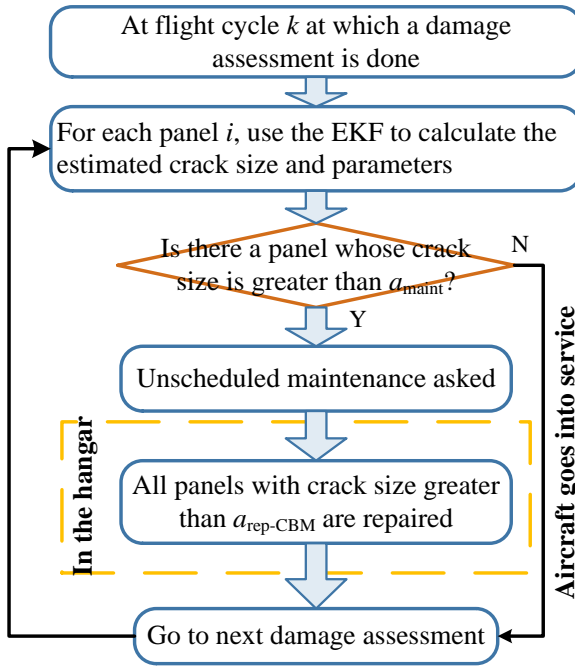 At flight cycle k at which a damage
assessment is done
For each panel i, use the EKF to calculate the
estimated crack size and parameters
Is there a panel whose crack
size is greater than a_maint?
N
Y
Unscheduled maintenance asked
In the hangar
All panels with crack size greater
than a_rep-CBM are repaired
Aircraft goes into service
Go to next damage assessment